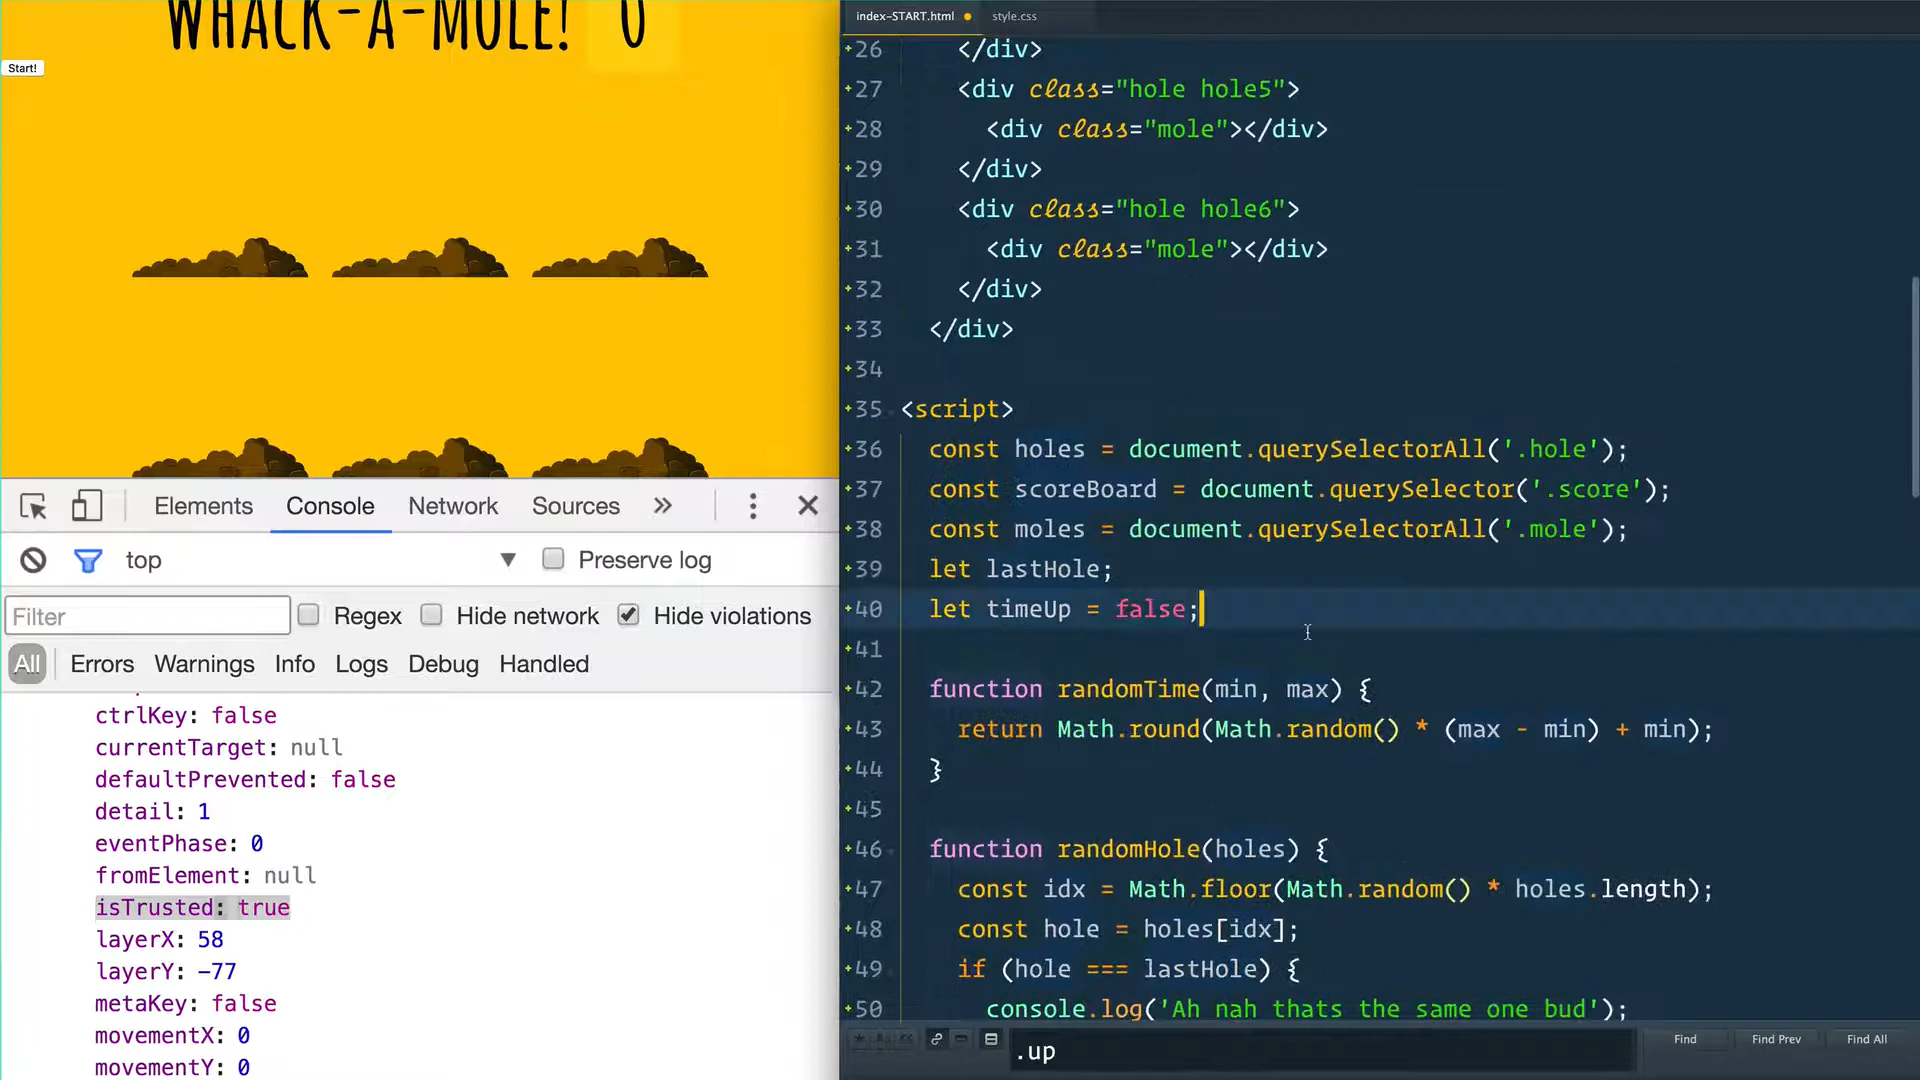 WHACK-A-MOLE! 0
Start!
Elements Console Network Sources »
top Preserve log
Filter Regex Hide network Hide violations
All Errors Warnings Info Logs Debug Handled
ctrlKey: false
currentTarget: null
defaultPrevented: false
detail: 1
eventPhase: 0
fromElement: null
isTrusted: true
layerX: 58
layerY: -77
metaKey: false
movementX: 0
movementY: 0
index-START.html style.css
26 </div>
27 <div class="hole hole5">
28 <div class="mole"></div>
29 </div>
30 <div class="hole hole6">
31 <div class="mole"></div>
32 </div>
33 </div>
34
35 <script>
36 const holes = document.querySelectorAll('.hole');
37 const scoreBoard = document.querySelector('.score');
38 const moles = document.querySelectorAll('.mole');
39 let lastHole;
40 let timeUp = false;
41
42 function randomTime(min, max) {
43 return Math.round(Math.random() * (max - min) + min);
44 }
45
46 function randomHole(holes) {
47 const idx = Math.floor(Math.random() * holes.length);
48 const hole = holes[idx];
49 if (hole === lastHole) {
50 console.log('Ah nah thats the same one bud');
.up Find Find Prev Find All